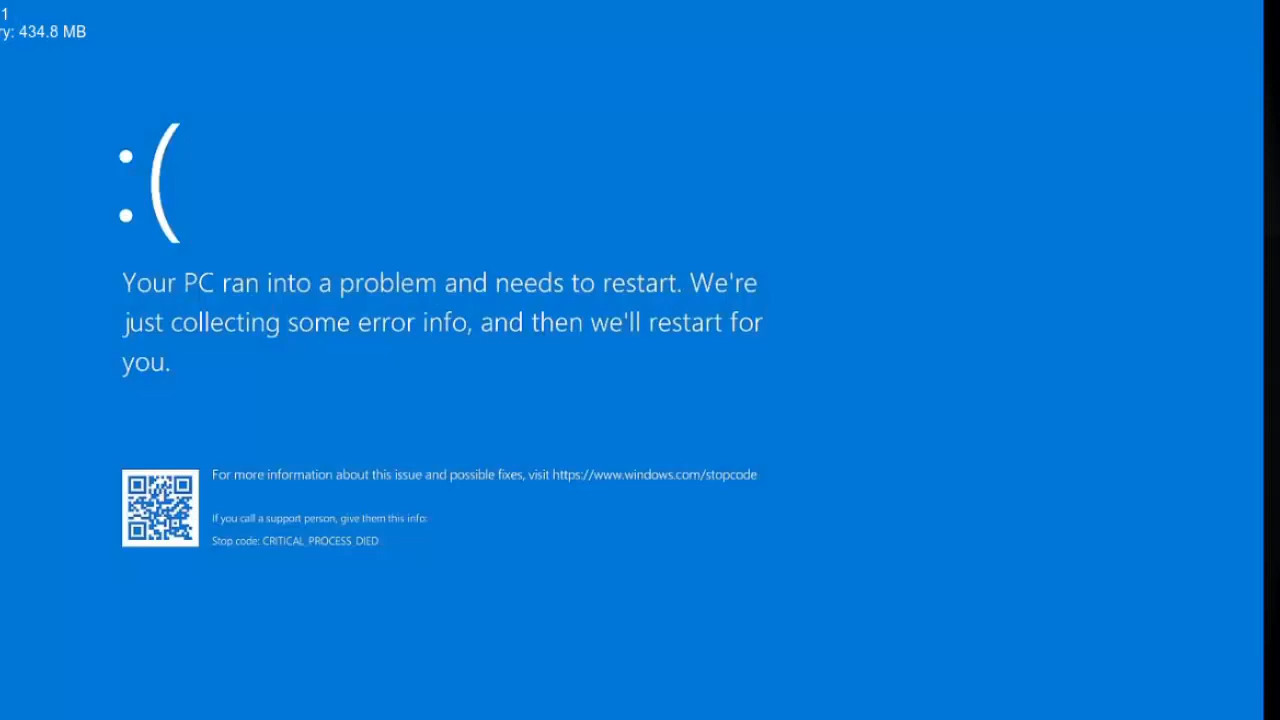 1
ry: 434.8 MB
:(
Your PC ran into a problem and needs to restart. We're
just collecting some error info, and then we'll restart for
you.
For more information about this issue and possible fixes, visit https://www.windows.com/stopcode
If you call a support person, give them this info:
Stop code: CRITICAL_PROCESS_DIED